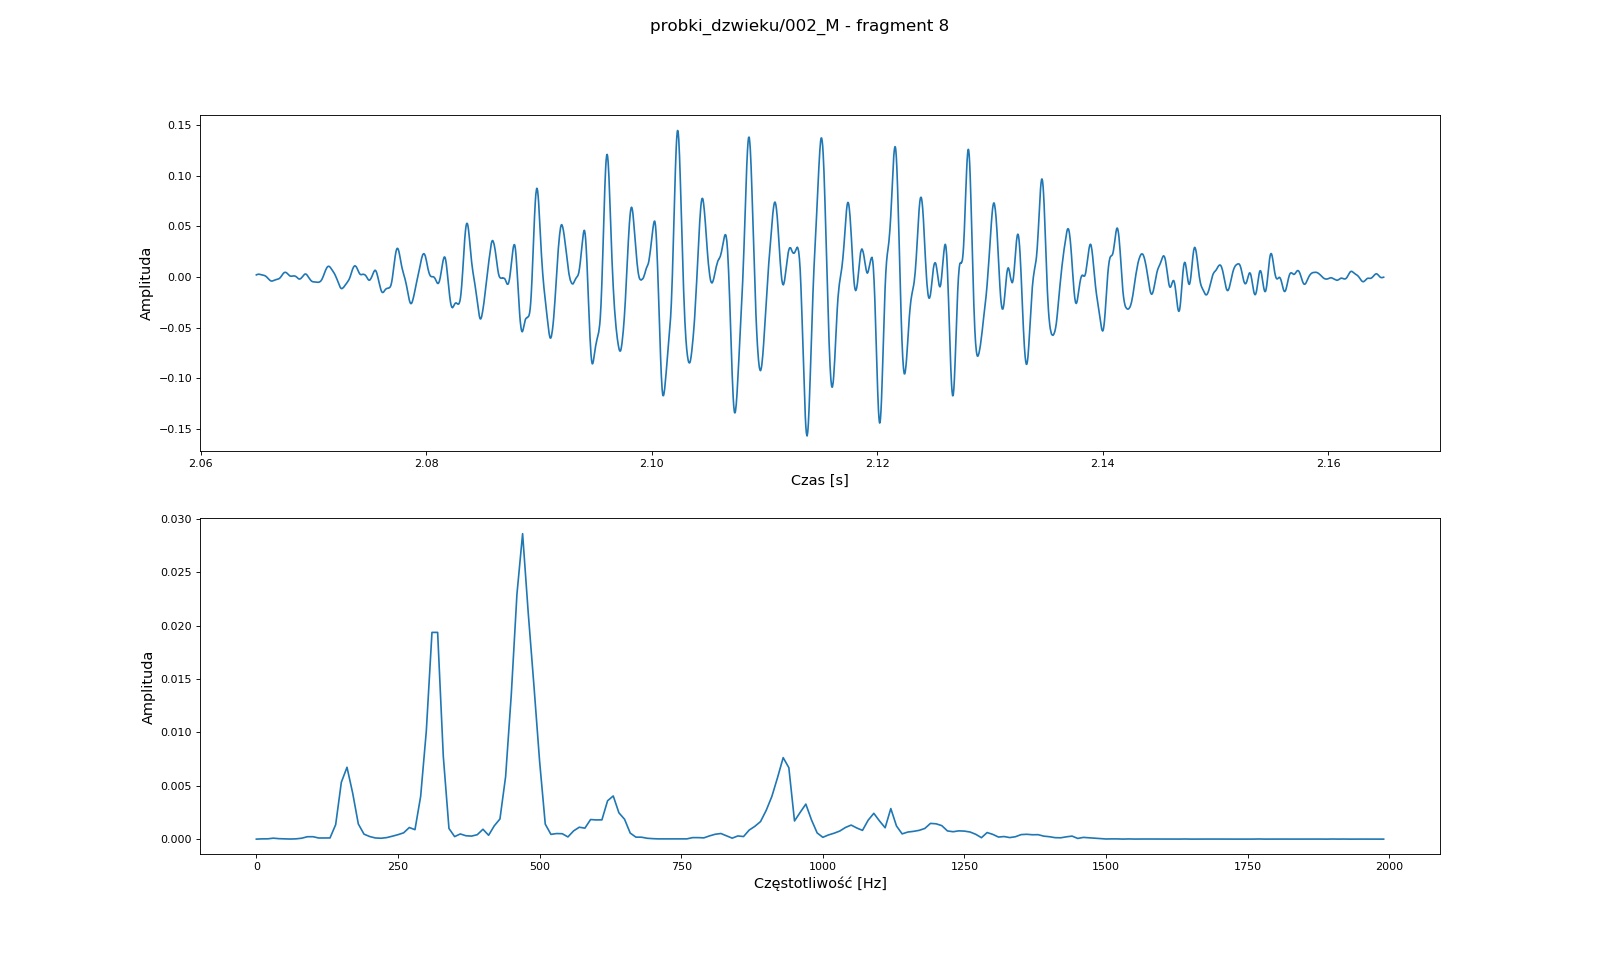 probki_dzwieku/002_M - fragment 8
0.15
0.10
0.05
0.00
−0.05
−0.10
−0.15
Amplituda
2.06 2.08 2.10 2.12 2.14 2.16
Czas [s]
0.030
0.025
0.020
0.015
0.010
0.005
0.000
Amplituda
0 250 500 750 1000 1250 1500 1750 2000
Częstotliwość [Hz]